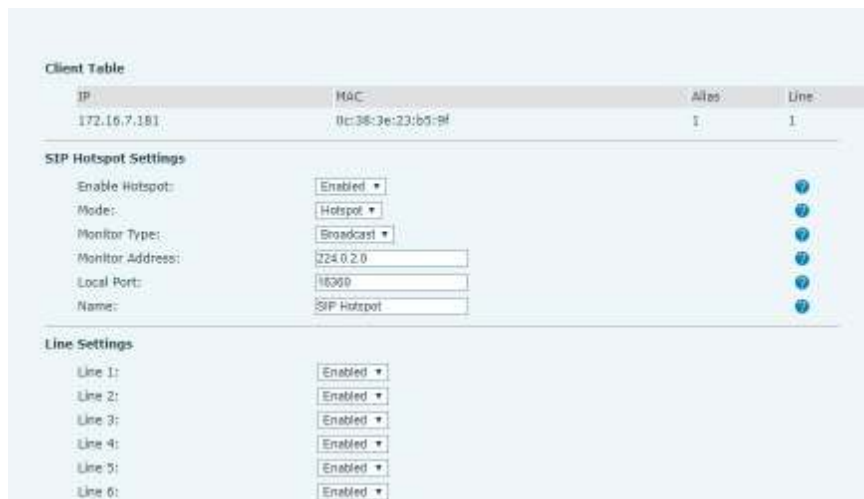 Client Table
IP MAC Alias Line
172.16.7.181 0c:38:3e:23:b5:9f 1 1
SIP Hotspot Settings
Enable Hotspot: Enabled
Mode: Hotspot
Monitor Type: Broadcast
Monitor Address: 224.0.2.0
Local Port: 16360
Name: SIP Hotspot
Line Settings
Line 1: Enabled
Line 2: Enabled
Line 3: Enabled
Line 4: Enabled
Line 5: Enabled
Line 6: Enabled